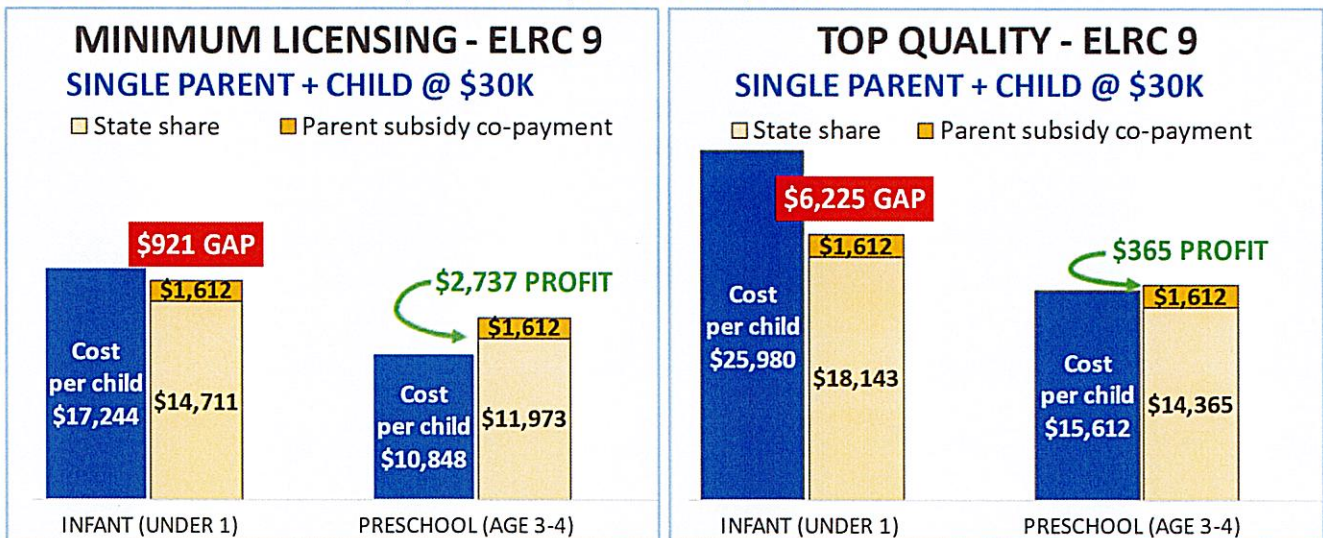 MINIMUM LICENSING - ELRC 9
SINGLE PARENT + CHILD @ $30K
State share
Parent subsidy co-payment
$921 GAP
$1,612
Cost
per child
$17,244
$14,711
$2,737 PROFIT
$1,612
Cost
per child
$10,848
$11,973
INFANT (UNDER 1)
PRESCHOOL (AGE 3-4)
TOP QUALITY - ELRC 9
SINGLE PARENT + CHILD @ $30K
State share
Parent subsidy co-payment
$6,225 GAP
$1,612
Cost
per child
$25,980
$18,143
$365 PROFIT
$1,612
Cost
per child
$15,612
$14,365
INFANT (UNDER 1)
PRESCHOOL (AGE 3-4)